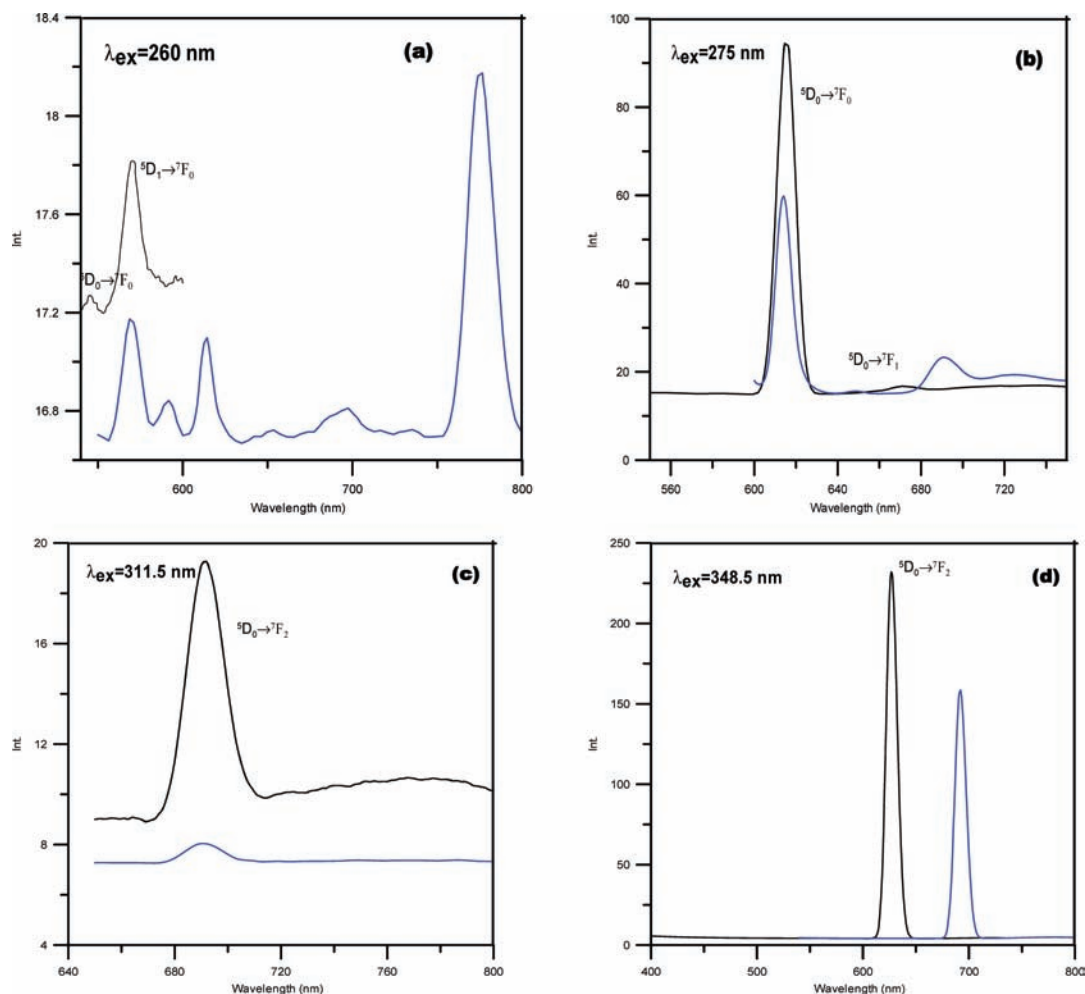 18.4
λex=260 nm
(a)
18
⁵D₁→⁷F₀
17.6
Int.
⁵D₀→⁷F₀
17.2
16.8
600
700
800
Wavelength (nm)
100
λex=275 nm
(b)
⁵D₀→⁷F₀
80
60
Int.
40
⁵D₀→⁷F₁
20
0
560
600
640
680
720
Wavelength (nm)
20
λex=311.5 nm
(c)
⁵D₀→⁷F₂
16
Int.
12
8
4
640
680
720
760
800
Wavelength (nm)
250
⁵D₀→⁷F₂
λex=348.5 nm
(d)
200
150
Int.
100
50
0
400
500
600
700
800
Wavelength (nm)